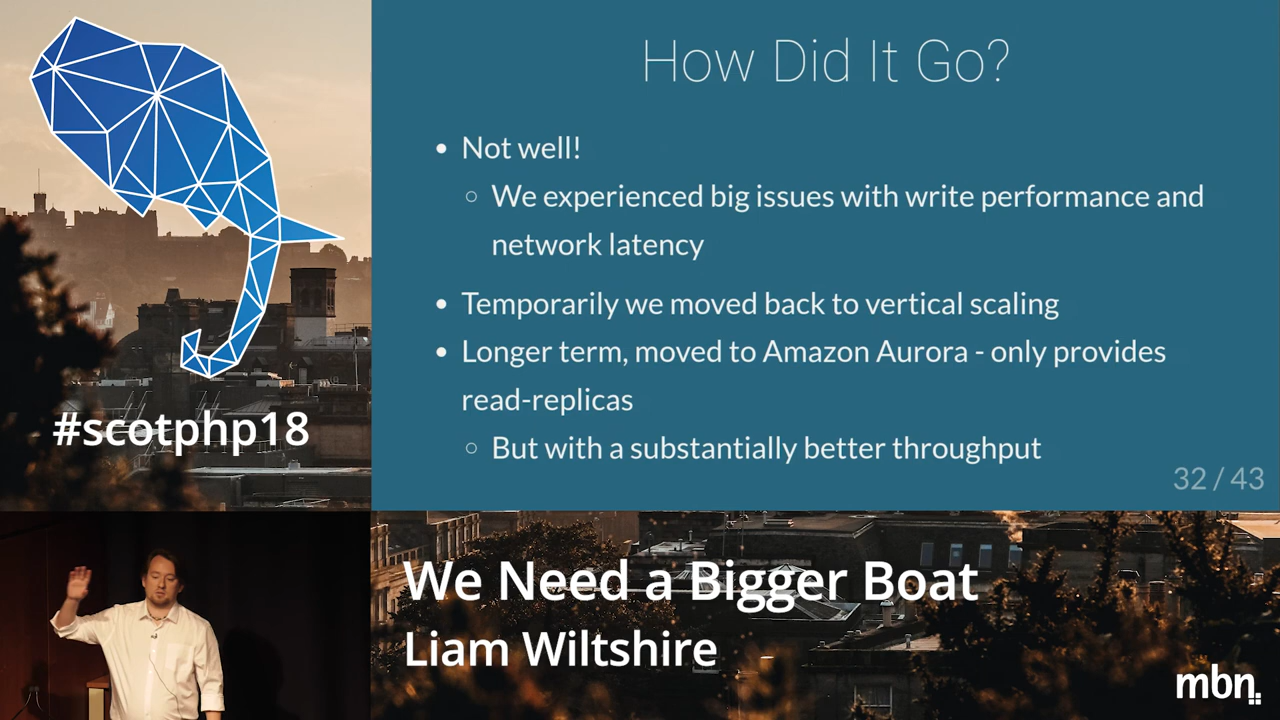 How Did It Go?
• Not well!
◦ We experienced big issues with write performance and
network latency
• Temporarily we moved back to vertical scaling
• Longer term, moved to Amazon Aurora - only provides
read-replicas
◦ But with a substantially better throughput
32 / 43
#scotphp18
We Need a Bigger Boat
Liam Wiltshire
mbn